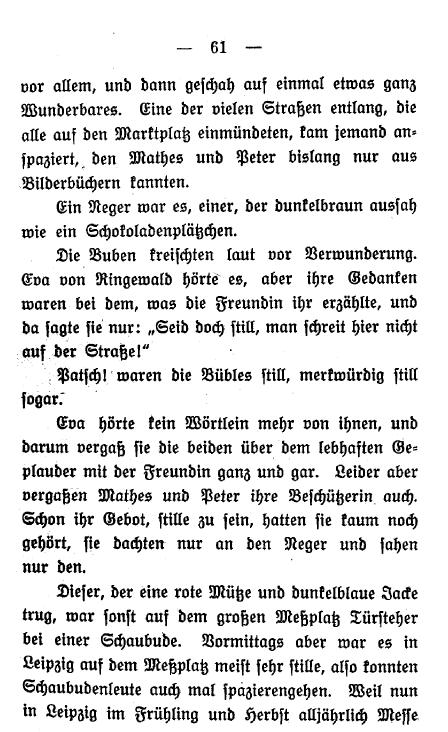 — 61 —
vor allem, und dann geschah auf einmal etwas ganz
Wunderbares. Eine der vielen Straßen entlang, die
alle auf den Marktplatz einmündeten, kam jemand an-
spaziert, den Mathes und Peter bislang nur aus
Bilderbüchern kannten.
Ein Neger war es, einer, der dunkelbraun aussah
wie ein Schokoladenplätzchen.
Die Buben kreischten laut vor Verwunderung.
Eva von Ringewald hörte es, aber ihre Gedanken
waren bei dem, was die Freundin ihr erzählte, und
da sagte sie nur: „Seid doch still, man schreit hier nicht
auf der Straße!“
Patsch! waren die Bübles still, merkwürdig still
sogar.
Eva hörte kein Wörtlein mehr von ihnen, und
darum vergaß sie die beiden über dem lebhaften Ge-
plauder mit der Freundin ganz und gar. Leider aber
vergaßen Mathes und Peter ihre Beschützerin auch.
Schon ihr Gebot, stille zu sein, hatten sie kaum noch
gehört, sie dachten nur an den Neger und sahen
nur den.
Dieser, der eine rote Mütze und dunkelblaue Jacke
trug, war sonst auf dem großen Meßplatz Türsteher
bei einer Schaubude. Vormittags aber war es in
Leipzig auf dem Meßplatz meist sehr stille, also konnten
Schaubudenleute auch mal spazierengehen. Weil nun
in Leipzig im Frühling und Herbst alljährlich Messe